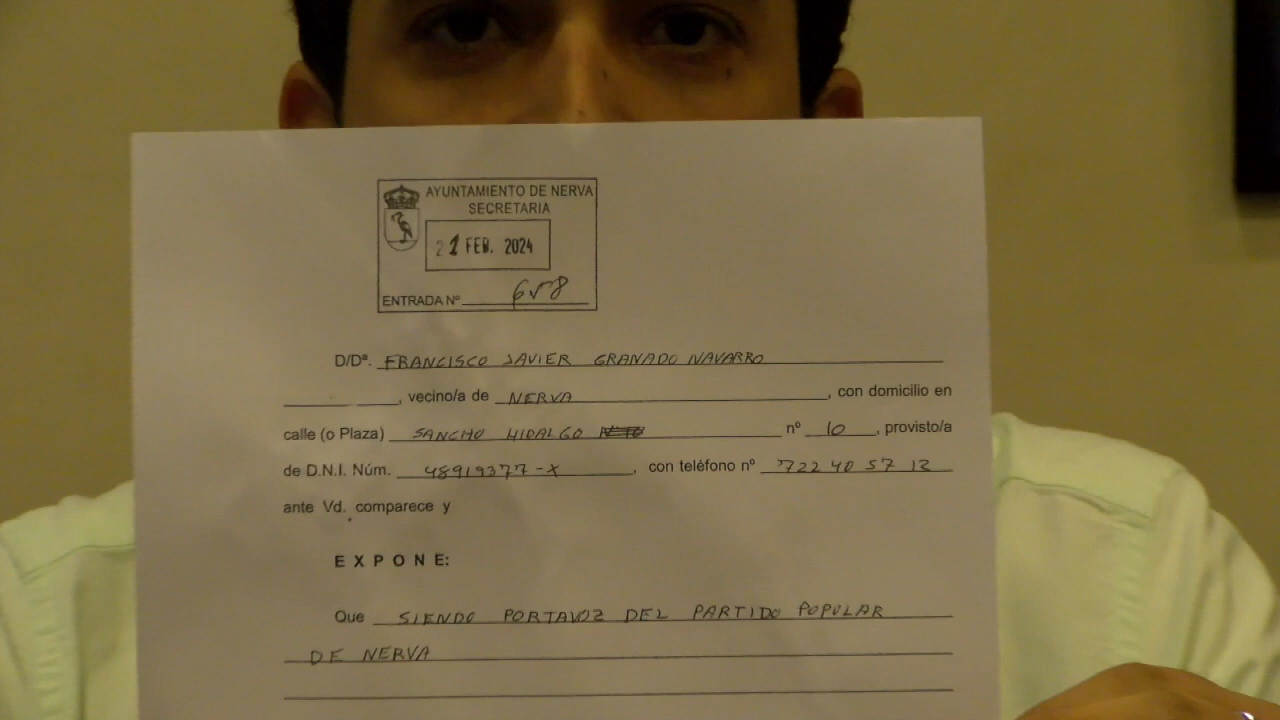 AYUNTAMIENTO DE NERVA
SECRETARIA
21 FEB. 2024
ENTRADA Nº 658
D/Dª. FRANCISCO JAVIER GRANADO NAVARRO
, vecino/a de NERVA, con domicilio en
calle (o Plaza) SANCHO HIDALGO nº 10, provisto/a
de D.N.I. Núm. 48919377-X, con teléfono nº 722 40 57 12
ante Vd. comparece y
EXPONE:
Que SIENDO PORTAVOZ DEL PARTIDO POPULAR
DE NERVA